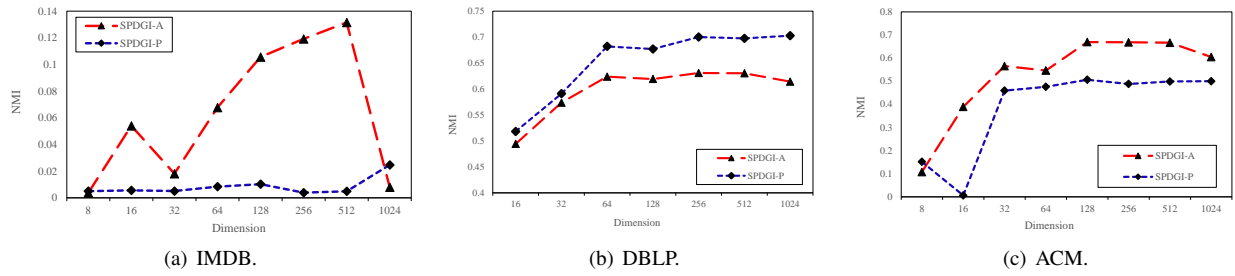 0.14
0.12
0.1
0.08
0.06
0.04
0.02
0
NMI
SPDGI-A
SPDGI-P
8 16 32 64 128 256 512 1024
Dimension
(a) IMDB.
0.75
0.7
0.65
0.6
0.55
0.5
0.45
0.4
NMI
SPDGI-A
SPDGI-P
16 32 64 128 256 512 1024
Dimension
(b) DBLP.
0.8
0.7
0.6
0.5
0.4
0.3
0.2
0.1
0
NMI
SPDGI-A
SPDGI-P
8 16 32 64 128 256 512 1024
Dimension
(c) ACM.